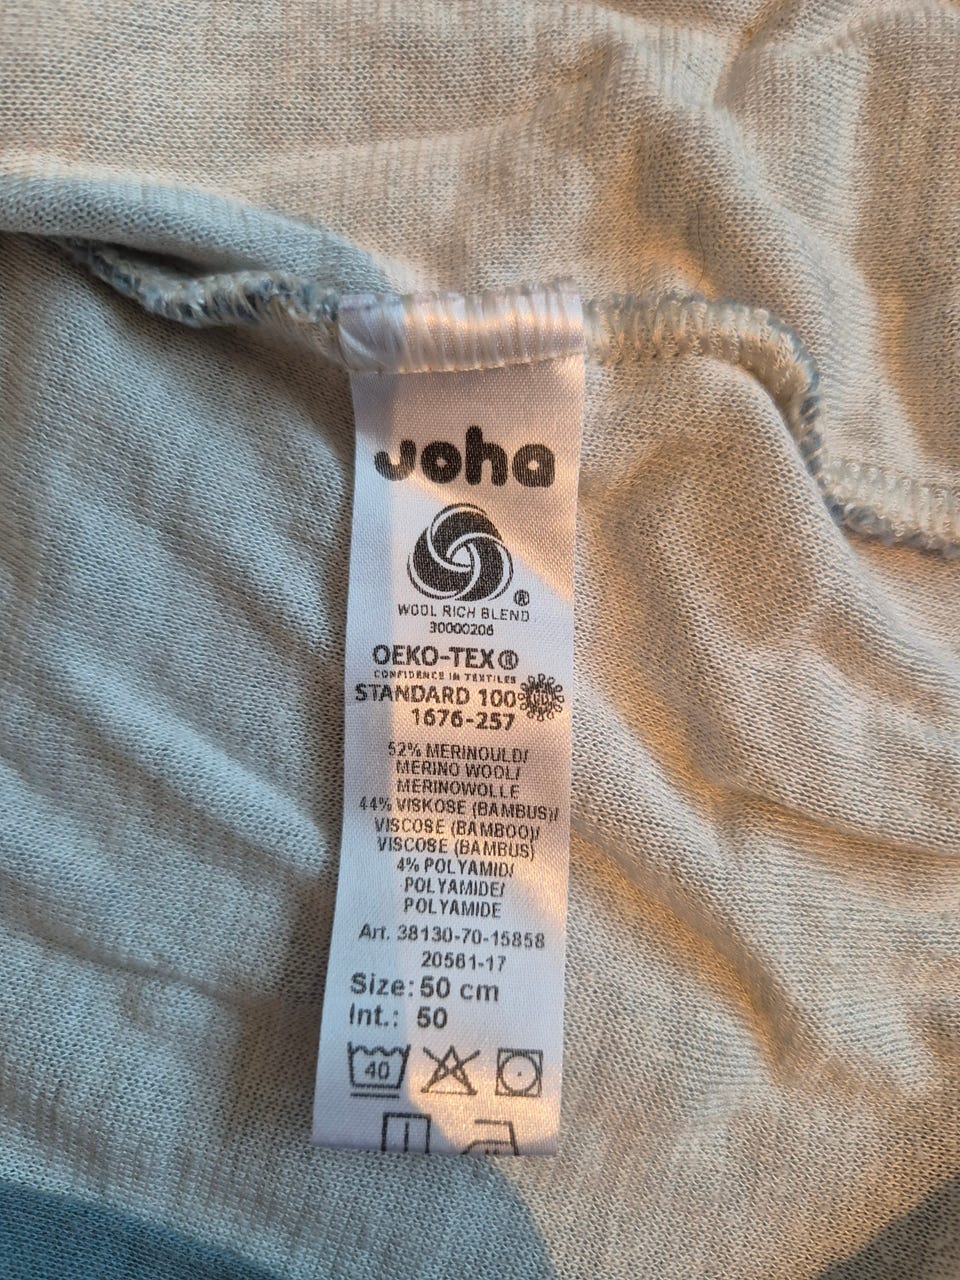 Joha
®
WOOL RICH BLEND
30000206
OEKO-TEX®
CONFIDENCE IN TEXTILES
STANDARD 100
1676-257
52% MERINOULD/
MERINO WOOL/
MERINOWOLLE
44% VISKOSE (BAMBUS)/
VISCOSE (BAMBOO)/
VISCOSE (BAMBUS)
4% POLYAMID/
POLYAMIDE/
POLYAMIDE
Art. 38130-70-15858
20561-17
Size: 50 cm
Int.: 50
40